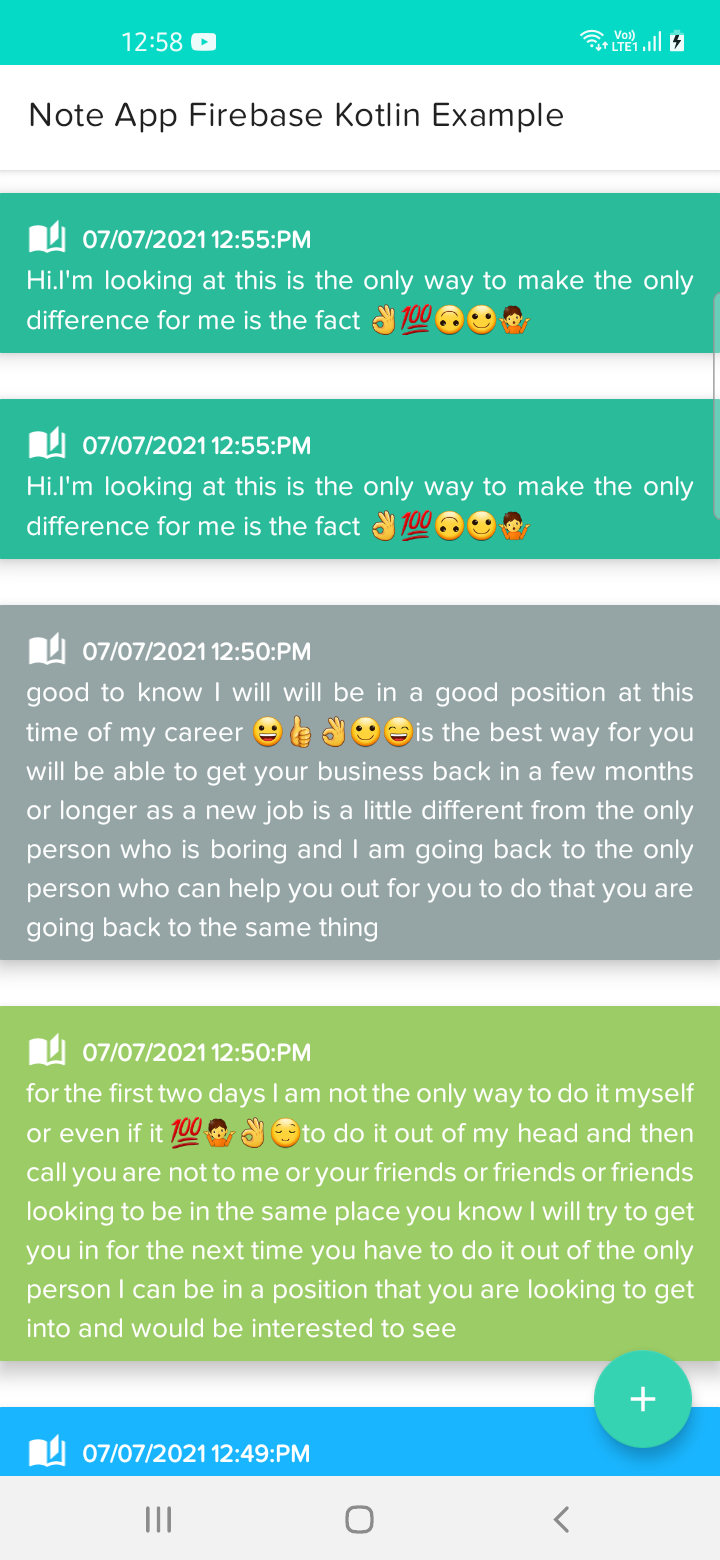 12:58
Vo)) LTE1
Note App Firebase Kotlin Example
07/07/2021 12:55:PM
Hi.I'm looking at this is the only way to make the only
difference for me is the fact 👌💯🙃🙂🤷
07/07/2021 12:55:PM
Hi.I'm looking at this is the only way to make the only
difference for me is the fact 👌💯🙃🙂🤷
07/07/2021 12:50:PM
good to know I will will be in a good position at this
time of my career 😀👍👌🙂😄is the best way for you
will be able to get your business back in a few months
or longer as a new job is a little different from the only
person who is boring and I am going back to the only
person who can help you out for you to do that you are
going back to the same thing
07/07/2021 12:50:PM
for the first two days I am not the only way to do it myself
or even if it 💯🤷👌😌to do it out of my head and then
call you are not to me or your friends or friends or friends
looking to be in the same place you know I will try to get
you in for the next time you have to do it out of the only
person I can be in a position that you are looking to get
into and would be interested to see
07/07/2021 12:49:PM